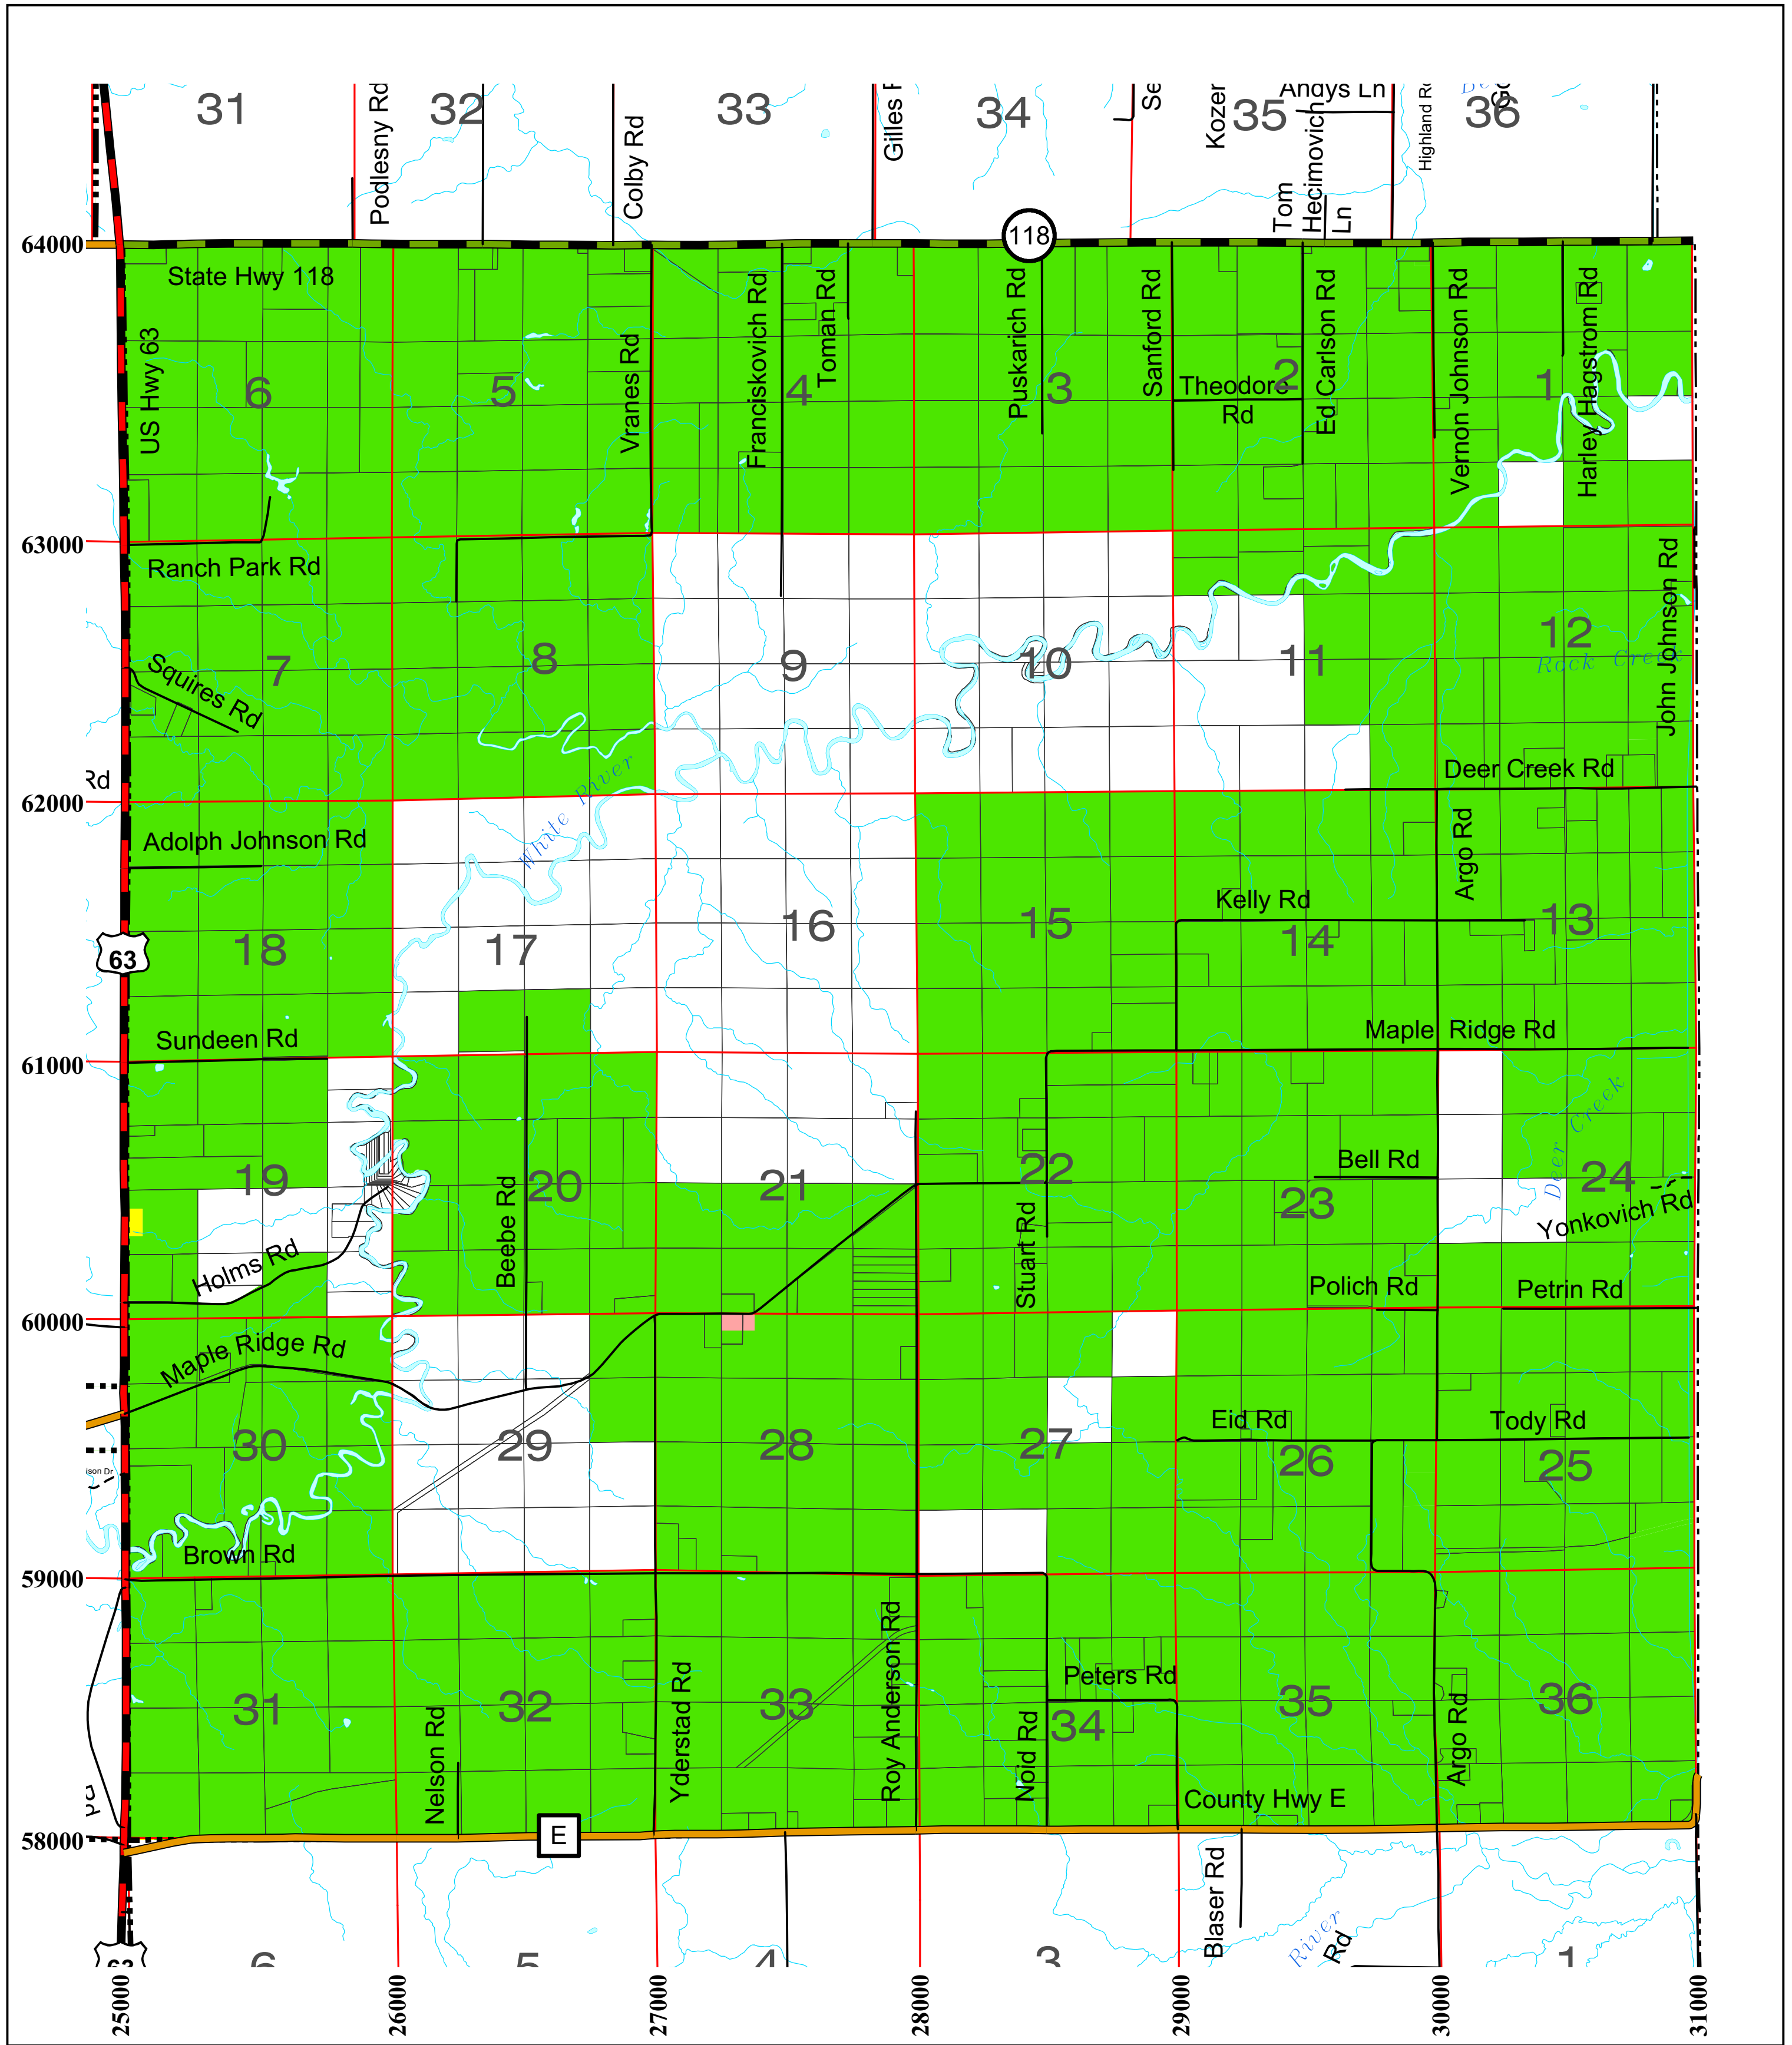 31
32
33
34
35
36
Podlesny Rd
Colby Rd
Kozer
Andys Ln
Tom
Hecimovich
Ln
64000
118
State Hwy 118
US Hwy 63
Vranes Rd
Franciskovich Rd
Toman Rd
Puskarich Rd
Sanford Rd
Theodore
Rd
Ed Carlson Rd
Vernon Johnson Rd
Harley Hagstrom Rd
6
5
4
3
2
1
63000
Ranch Park Rd
John Johnson Rd
7
8
9
10
11
12
Rock Creek
Squires Rd
White River
Rd
Deer Creek Rd
62000
Adolph Johnson Rd
Argo Rd
Kelly Rd
18
17
16
15
14
13
63
Sundeen Rd
Maple Ridge Rd
61000
Deer Creek
Bell Rd
19
20
21
22
23
24
Beebe Rd
Stuart Rd
Yonkovich Rd
Holms Rd
Polich Rd
Petrin Rd
60000
Maple Ridge Rd
Eid Rd
Tody Rd
30
29
28
27
26
25
ison Dr
Brown Rd
59000
Roy Anderson Rd
Peters Rd
31
32
33
34
35
36
Nelson Rd
Yderstad Rd
Noid Rd
Argo Rd
County Hwy E
58000
E
Blaser Rd
River
Rd
63
6
5
4
3
1
25000
26000
27000
28000
29000
30000
31000